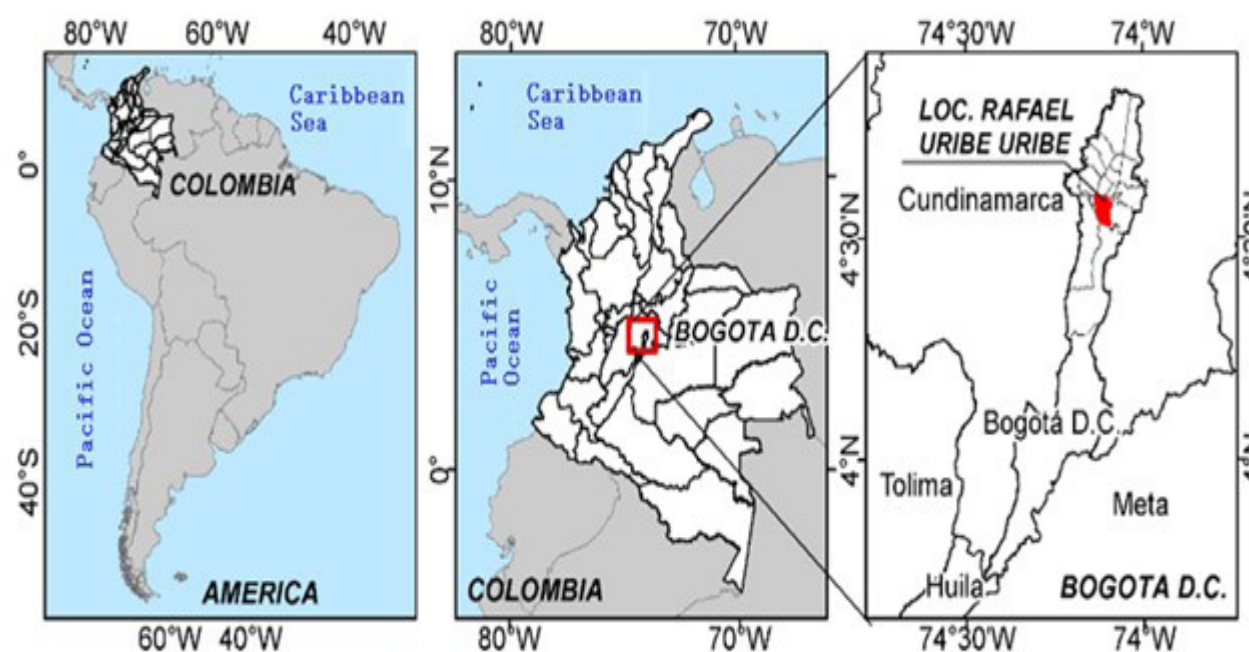 80°W 60°W 40°W
Caribbean
Sea
0°
COLOMBIA
Pacific Ocean
20°S
40°S
AMERICA
60°W 40°W
80°W 70°W
Caribbean
Sea
10°N
Pacific
Ocean
BOGOTA D.C.
0°
COLOMBIA
80°W 70°W
74°30'W 74°W
LOC. RAFAEL
URIBE URIBE
Cundinamarca
4°30'N
Bogotá D.C.
4°N
Tolima
Meta
Huila
BOGOTA D.C.
74°30'W 74°W